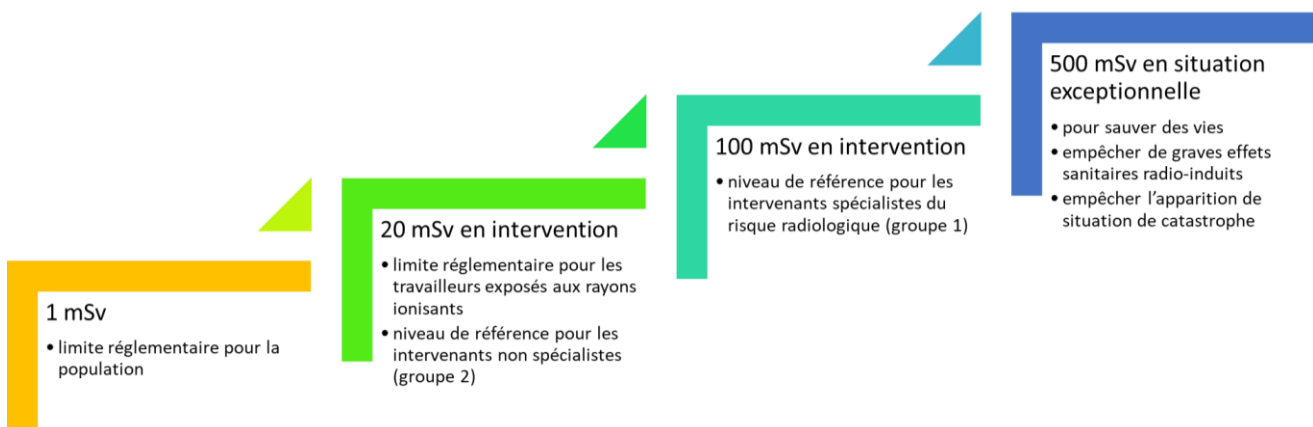 1 mSv
• limite réglementaire pour la
population
20 mSv en intervention
• limite réglementaire pour les
travailleurs exposés aux rayons
ionisants
• niveau de référence pour les
intervenants non spécialistes
(groupe 2)
100 mSv en intervention
• niveau de référence pour les
intervenants spécialistes du
risque radiologique (groupe 1)
500 mSv en situation
exceptionnelle
• pour sauver des vies
• empêcher de graves effets
sanitaires radio-induits
• empêcher l’apparition de
situation de catastrophe